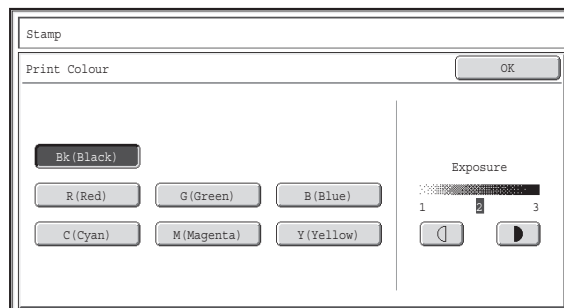 Stamp
Print Colour
OK
Bk(Black)
R(Red) G(Green) B(Blue)
C(Cyan) M(Magenta) Y(Yellow)
Exposure
1 2 3